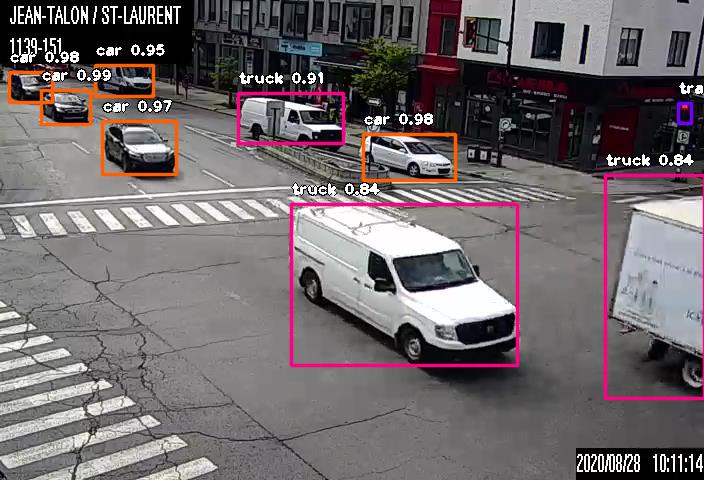 JEAN-TALON / ST-LAURENT
1139-151
car 0.98
car 0.99
car 0.95
car 0.97
truck 0.91
car 0.98
tra
truck 0.84
truck 0.84
2020/08/28 10:11:14